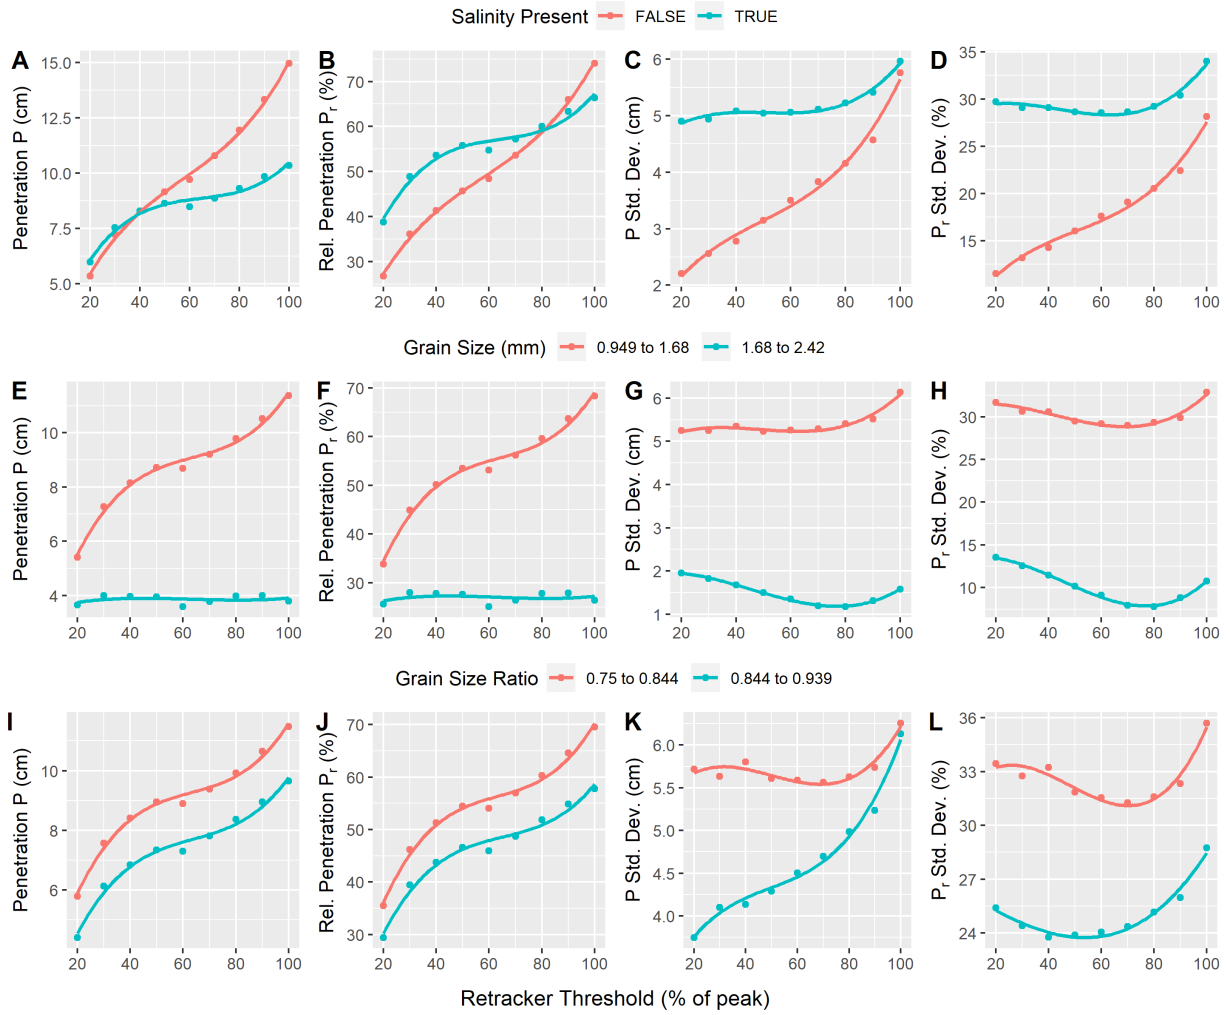 Salinity Present FALSE TRUE
A B C D
Penetration P (cm)
15.0
12.5
10.0
7.5
5.0
20 40 60 80 100
Rel. Penetration Pr (%)
70
60
50
40
30
20 40 60 80 100
P Std. Dev. (cm)
6
5
4
3
2
20 40 60 80 100
Pr Std. Dev. (%)
35
30
25
20
15
20 40 60 80 100
Grain Size (mm) 0.949 to 1.68 1.68 to 2.42
E F G H
Penetration P (cm)
10
8
6
4
20 40 60 80 100
Rel. Penetration Pr (%)
70
60
50
40
30
20 40 60 80 100
P Std. Dev. (cm)
6
5
4
3
2
1
20 40 60 80 100
Pr Std. Dev. (%)
30
25
20
15
10
20 40 60 80 100
Grain Size Ratio 0.75 to 0.844 0.844 to 0.939
I J K L
Penetration P (cm)
10
8
6
20 40 60 80 100
Rel. Penetration Pr (%)
70
60
50
40
30
20 40 60 80 100
P Std. Dev. (cm)
6.0
5.5
5.0
4.5
4.0
20 40 60 80 100
Pr Std. Dev. (%)
36
33
30
27
24
20 40 60 80 100
Retracker Threshold (% of peak)